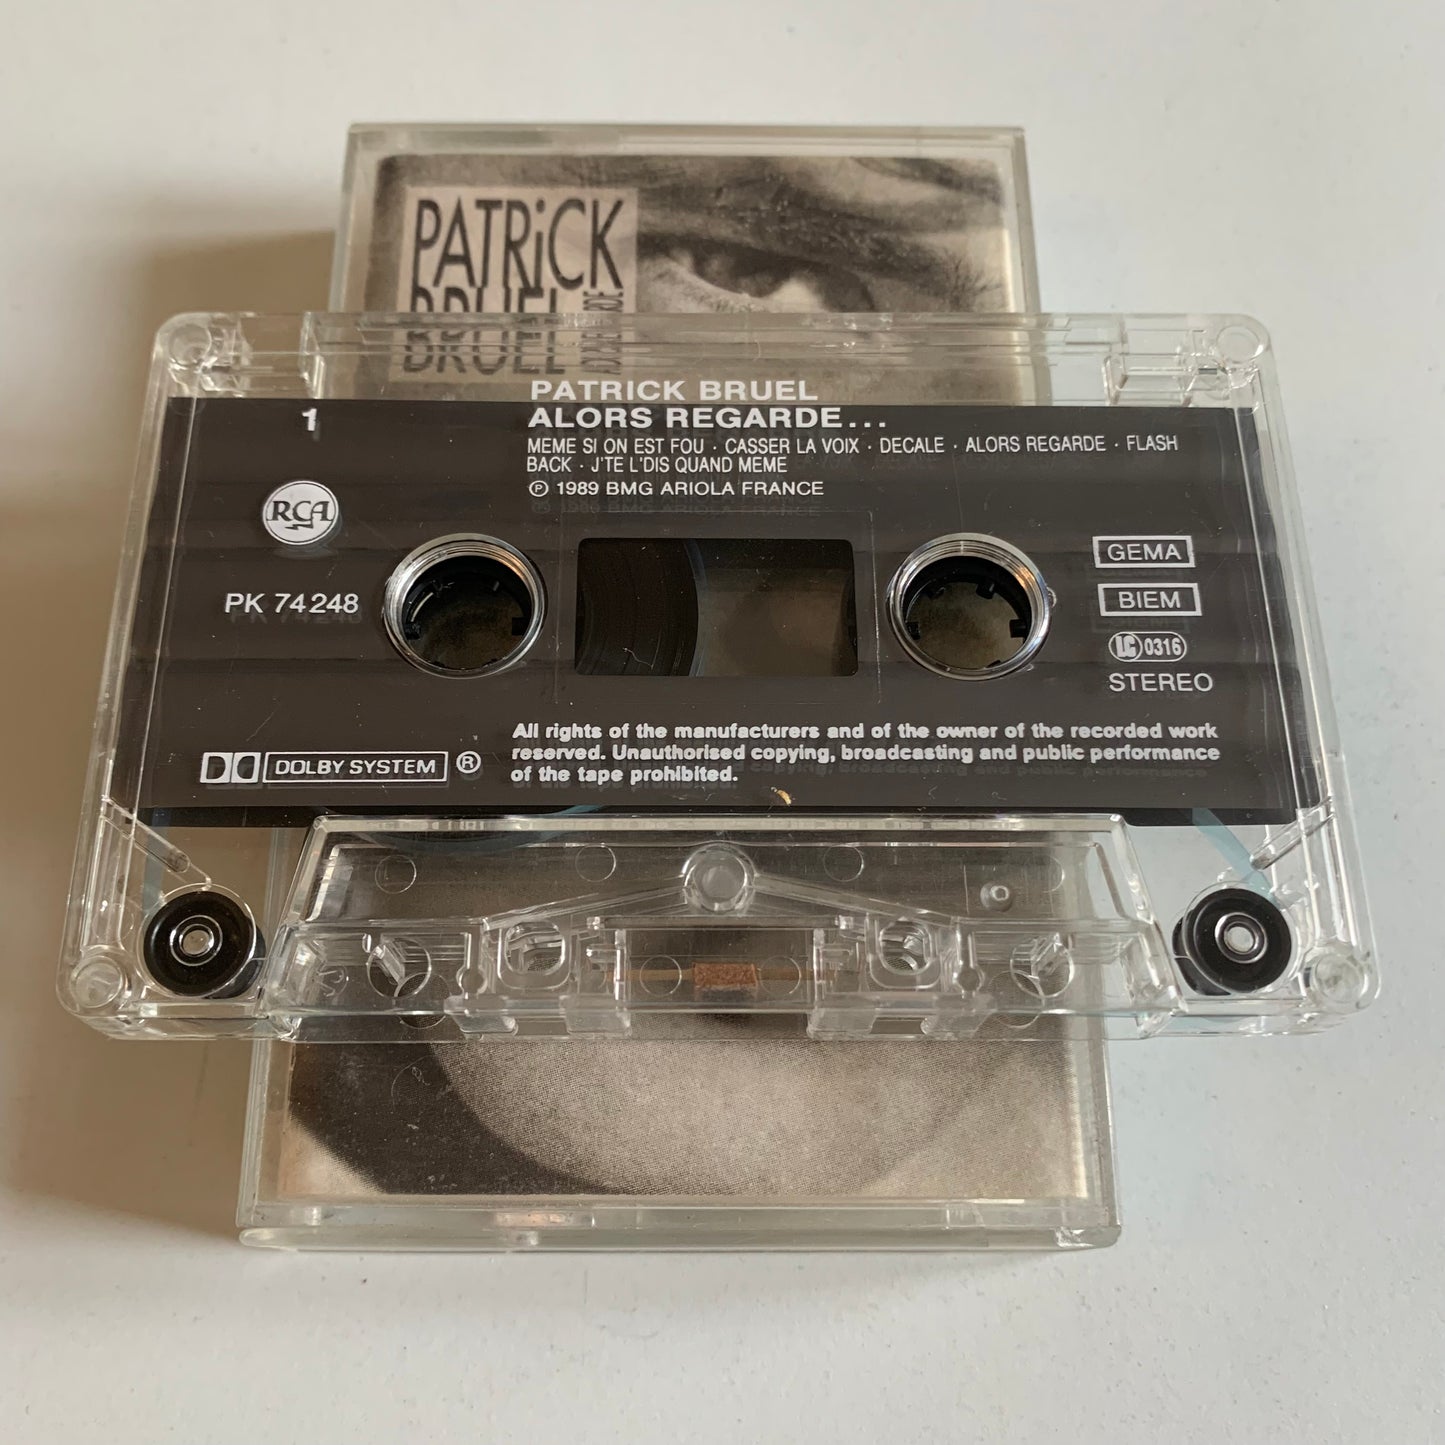 PATRiCK
BRUEL
PATRICK BRUEL
1
ALORS REGARDE...
MEME SI ON EST FOU · CASSER LA VOIX · DECALE · ALORS REGARDE · FLASH
BACK · J'TE L'DIS QUAND MEME
℗ 1989 BMG ARIOLA FRANCE
RCA
GEMA
PK 74248
BIEM
LC 0316
STEREO
All rights of the manufacturers and of the owner of the recorded work
reserved. Unauthorised copying, broadcasting and public performance
of the tape prohibited.
DOLBY SYSTEM ®